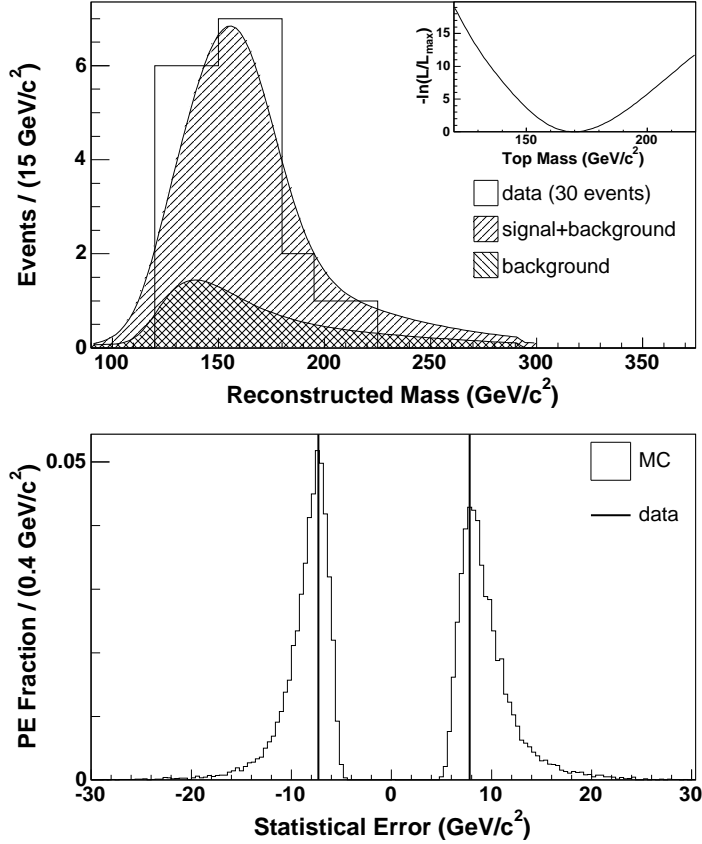 Events / (15 GeV/c²)
6
4
2
0
100 150 200 250 300 350
Reconstructed Mass (GeV/c²)
-ln(L/Lmax)
15
10
5
0
150 200
Top Mass (GeV/c²)
data (30 events)
signal+background
background
PE Fraction / (0.4 GeV/c²)
0.05
0
-30 -20 -10 0 10 20 30
Statistical Error (GeV/c²)
MC
data